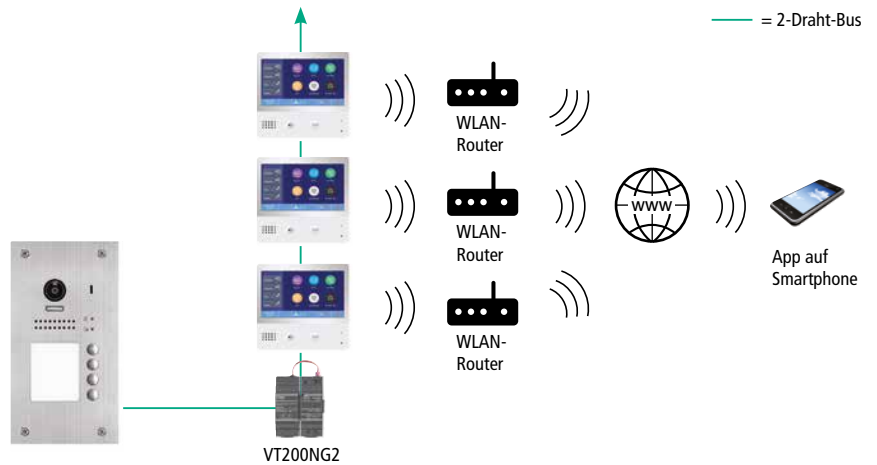 = 2-Draht-Bus
WLAN-
Router
WLAN-
Router
WLAN-
Router
WWW
App auf
Smartphone
VT200NG2